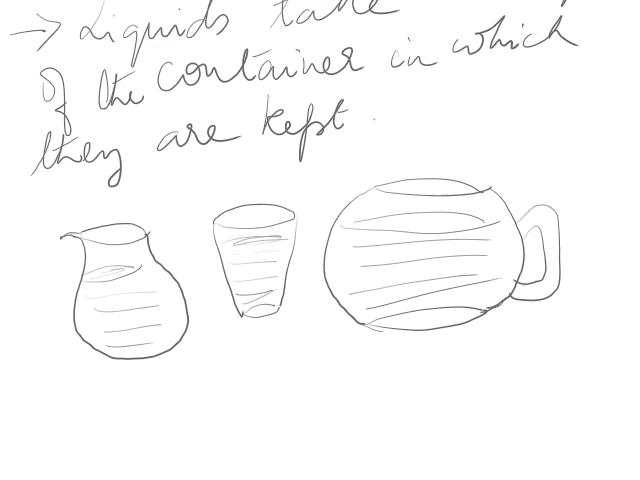 → Liquids take
of the container in which
they are kept.